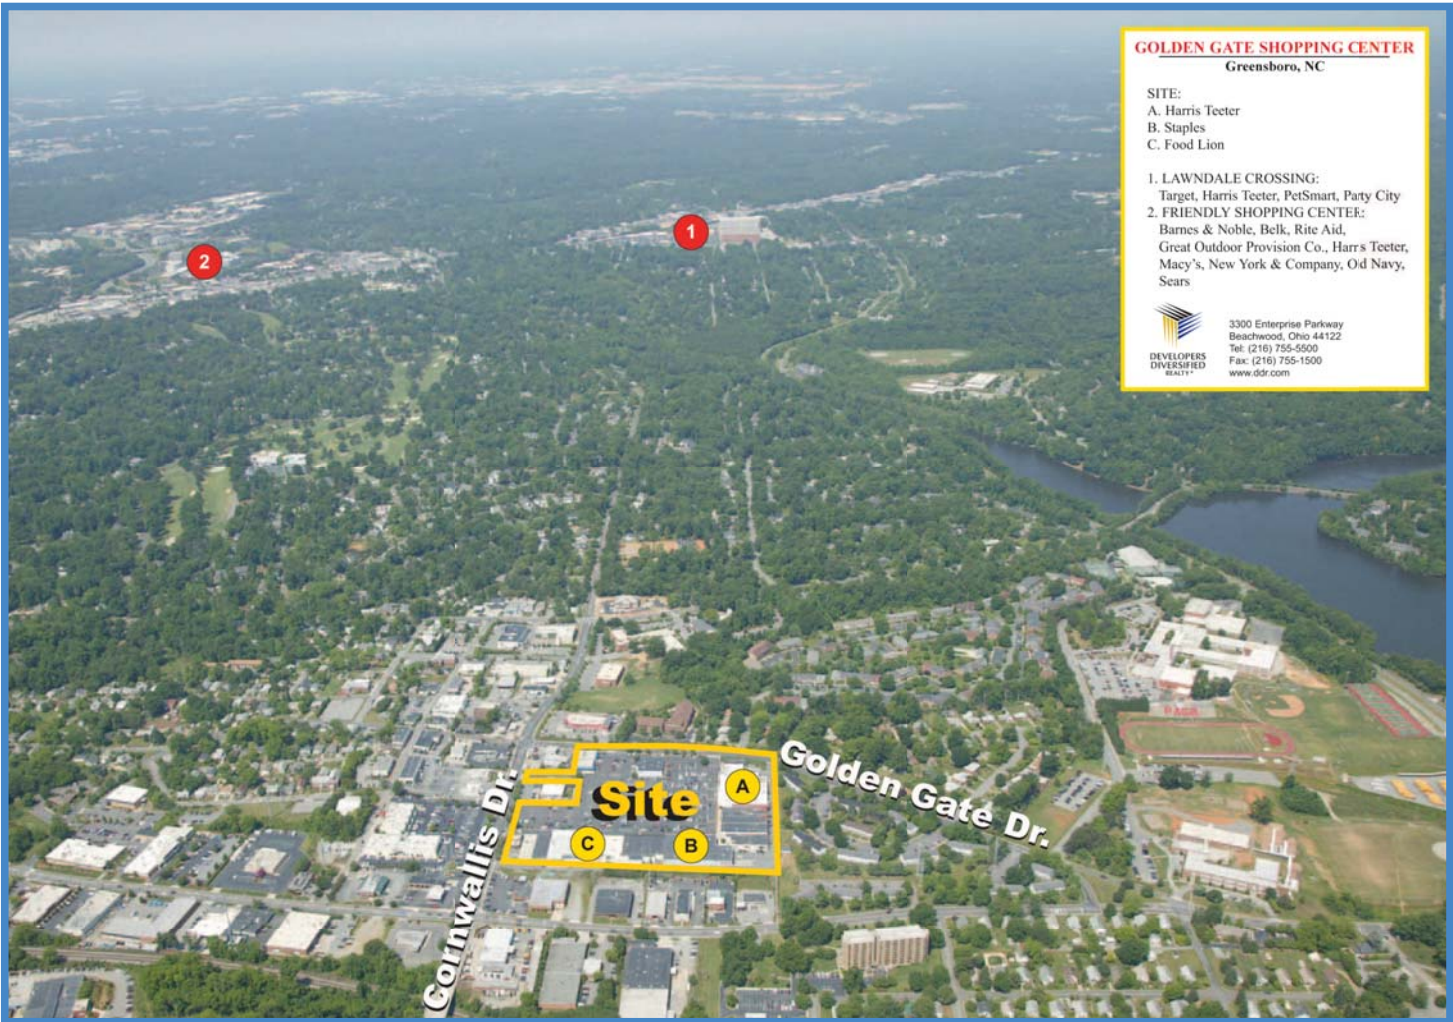 GOLDEN GATE SHOPPING CENTER
Greensboro, NC
SITE:
A. Harris Teeter
B. Staples
C. Food Lion
1. LAWNDALE CROSSING:
Target, Harris Teeter, PetSmart, Party City
2. FRIENDLY SHOPPING CENTER:
Barnes & Noble, Belk, Rite Aid,
Great Outdoor Provision Co., Harris Teeter,
Macy's, New York & Company, Old Navy,
Sears
DEVELOPERS
DIVERSIFIED
REALTY
3300 Enterprise Parkway
Beachwood, Ohio 44122
Tel: (216) 755-5500
Fax: (216) 755-1500
www.ddr.com
1
2
Golden Gate Dr.
Cornwallis Dr.
Site
A
C
B
PAGE